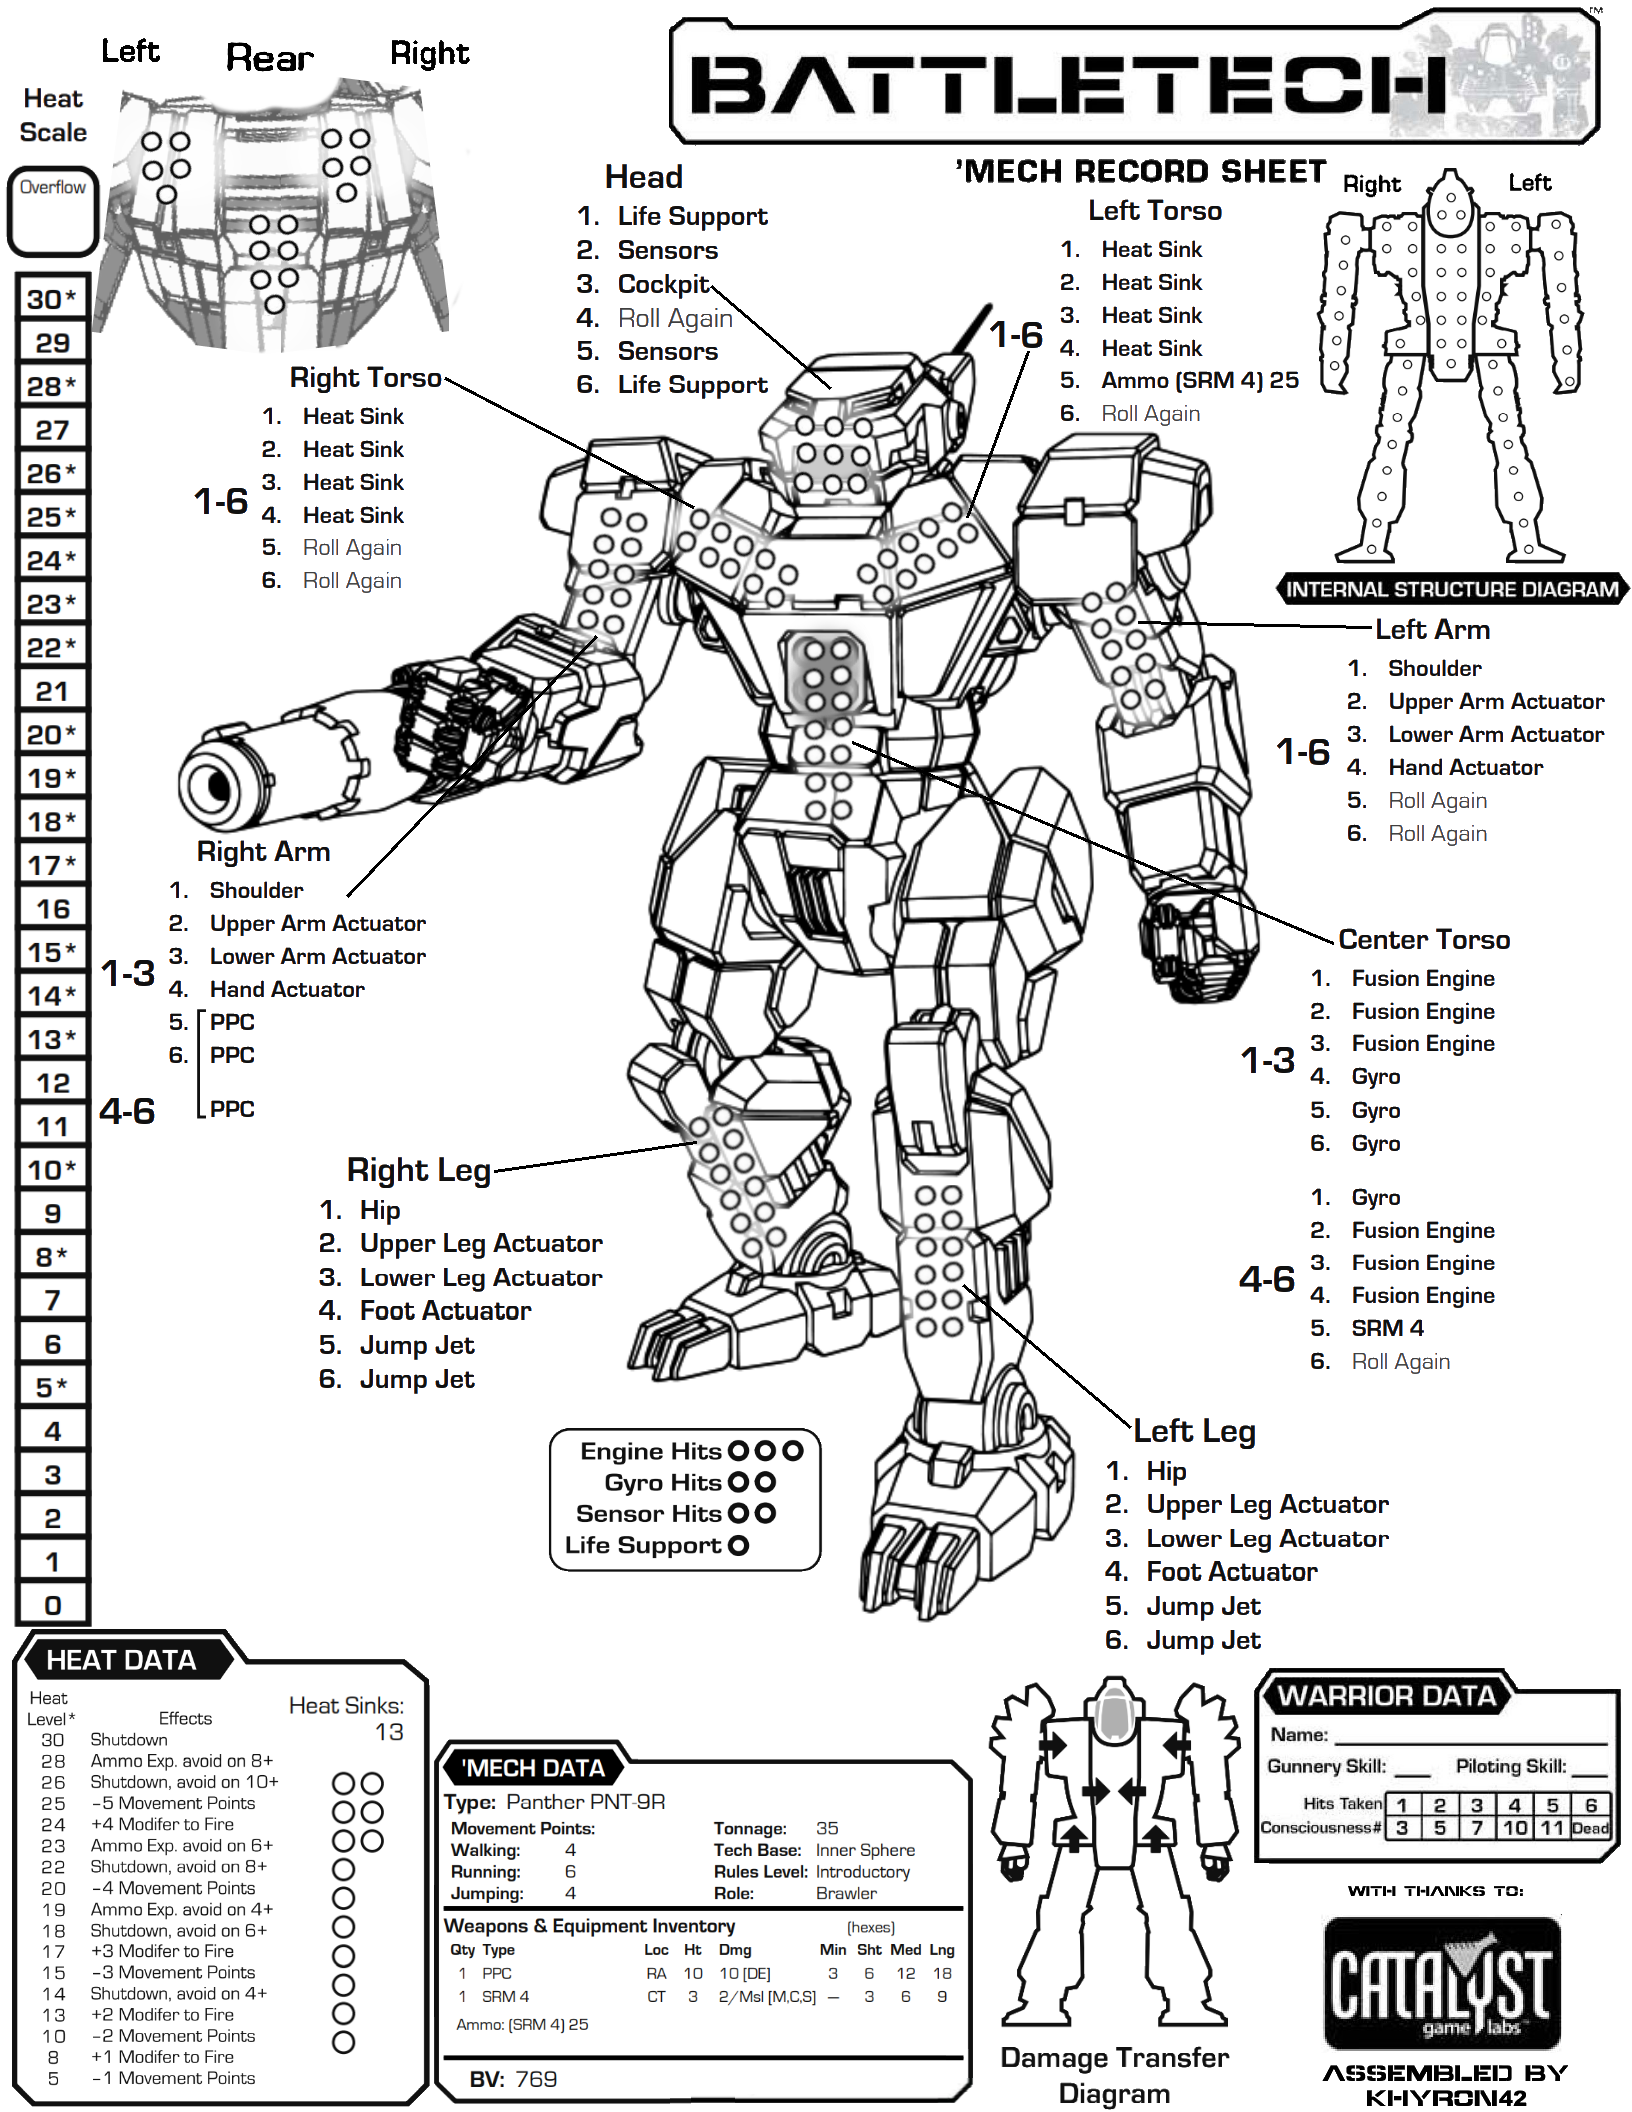 Left Rear Right
Heat
Scale
Overflow
30*
29
28*
27
26*
25*
24*
23*
22*
21
20*
19*
18*
17*
16
15*
14*
13*
12
11
10*
9
8*
7
6
5*
4
3
2
1
0
BATTLETECH™
'MECH RECORD SHEET
Head
1. Life Support
2. Sensors
3. Cockpit
4. Roll Again
5. Sensors
6. Life Support
Left Torso
1-6
1. Heat Sink
2. Heat Sink
3. Heat Sink
4. Heat Sink
5. Ammo (SRM 4) 25
6. Roll Again
Right Left
INTERNAL STRUCTURE DIAGRAM
Right Torso
1-6
1. Heat Sink
2. Heat Sink
3. Heat Sink
4. Heat Sink
5. Roll Again
6. Roll Again
Left Arm
1-6
1. Shoulder
2. Upper Arm Actuator
3. Lower Arm Actuator
4. Hand Actuator
5. Roll Again
6. Roll Again
Right Arm
1-3
1. Shoulder
2. Upper Arm Actuator
3. Lower Arm Actuator
4. Hand Actuator
5. PPC
6. PPC
4-6
PPC
Center Torso
1-3
1. Fusion Engine
2. Fusion Engine
3. Fusion Engine
4. Gyro
5. Gyro
6. Gyro
4-6
1. Gyro
2. Fusion Engine
3. Fusion Engine
4. Fusion Engine
5. SRM 4
6. Roll Again
Right Leg
1. Hip
2. Upper Leg Actuator
3. Lower Leg Actuator
4. Foot Actuator
5. Jump Jet
6. Jump Jet
Left Leg
1. Hip
2. Upper Leg Actuator
3. Lower Leg Actuator
4. Foot Actuator
5. Jump Jet
6. Jump Jet
Engine Hits
Gyro Hits
Sensor Hits
Life Support
HEAT DATA
Heat
Level* Effects
Heat Sinks:
13
30 Shutdown
28 Ammo Exp. avoid on 8+
26 Shutdown, avoid on 10+
25 -5 Movement Points
24 +4 Modifer to Fire
23 Ammo Exp. avoid on 6+
22 Shutdown, avoid on 8+
20 -4 Movement Points
19 Ammo Exp. avoid on 4+
18 Shutdown, avoid on 6+
17 +3 Modifer to Fire
15 -3 Movement Points
14 Shutdown, avoid on 4+
13 +2 Modifer to Fire
10 -2 Movement Points
8 +1 Modifer to Fire
5 -1 Movement Points
'MECH DATA
Type: Panther PNT-9R
Movement Points: Tonnage: 35
Walking: 4 Tech Base: Inner Sphere
Running: 6 Rules Level: Introductory
Jumping: 4 Role: Brawler
Weapons & Equipment Inventory (hexes)
Qty Type Loc Ht Dmg Min Sht Med Lng
1 PPC RA 10 10 [DE] 3 6 12 18
1 SRM 4 CT 3 2/Msl [M,C,S] — 3 6 9
Ammo: (SRM 4) 25
BV: 769
Damage Transfer
Diagram
WARRIOR DATA
Name:
Gunnery Skill: Piloting Skill:
Hits Taken 1 2 3 4 5 6
Consciousness# 3 5 7 10 11 Dead
WITH THANKS TO:
CATALYST
game labs™
ASSEMBLED BY
KHYRON42